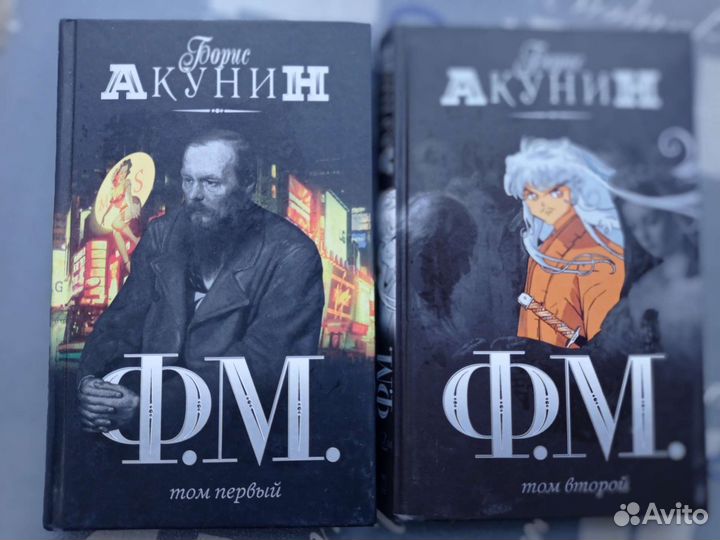 Борис
АКУНИН
Ф.М.
том первый
Борис
АКУНИН
Ф.М.
том второй
Ф.М.
Avito